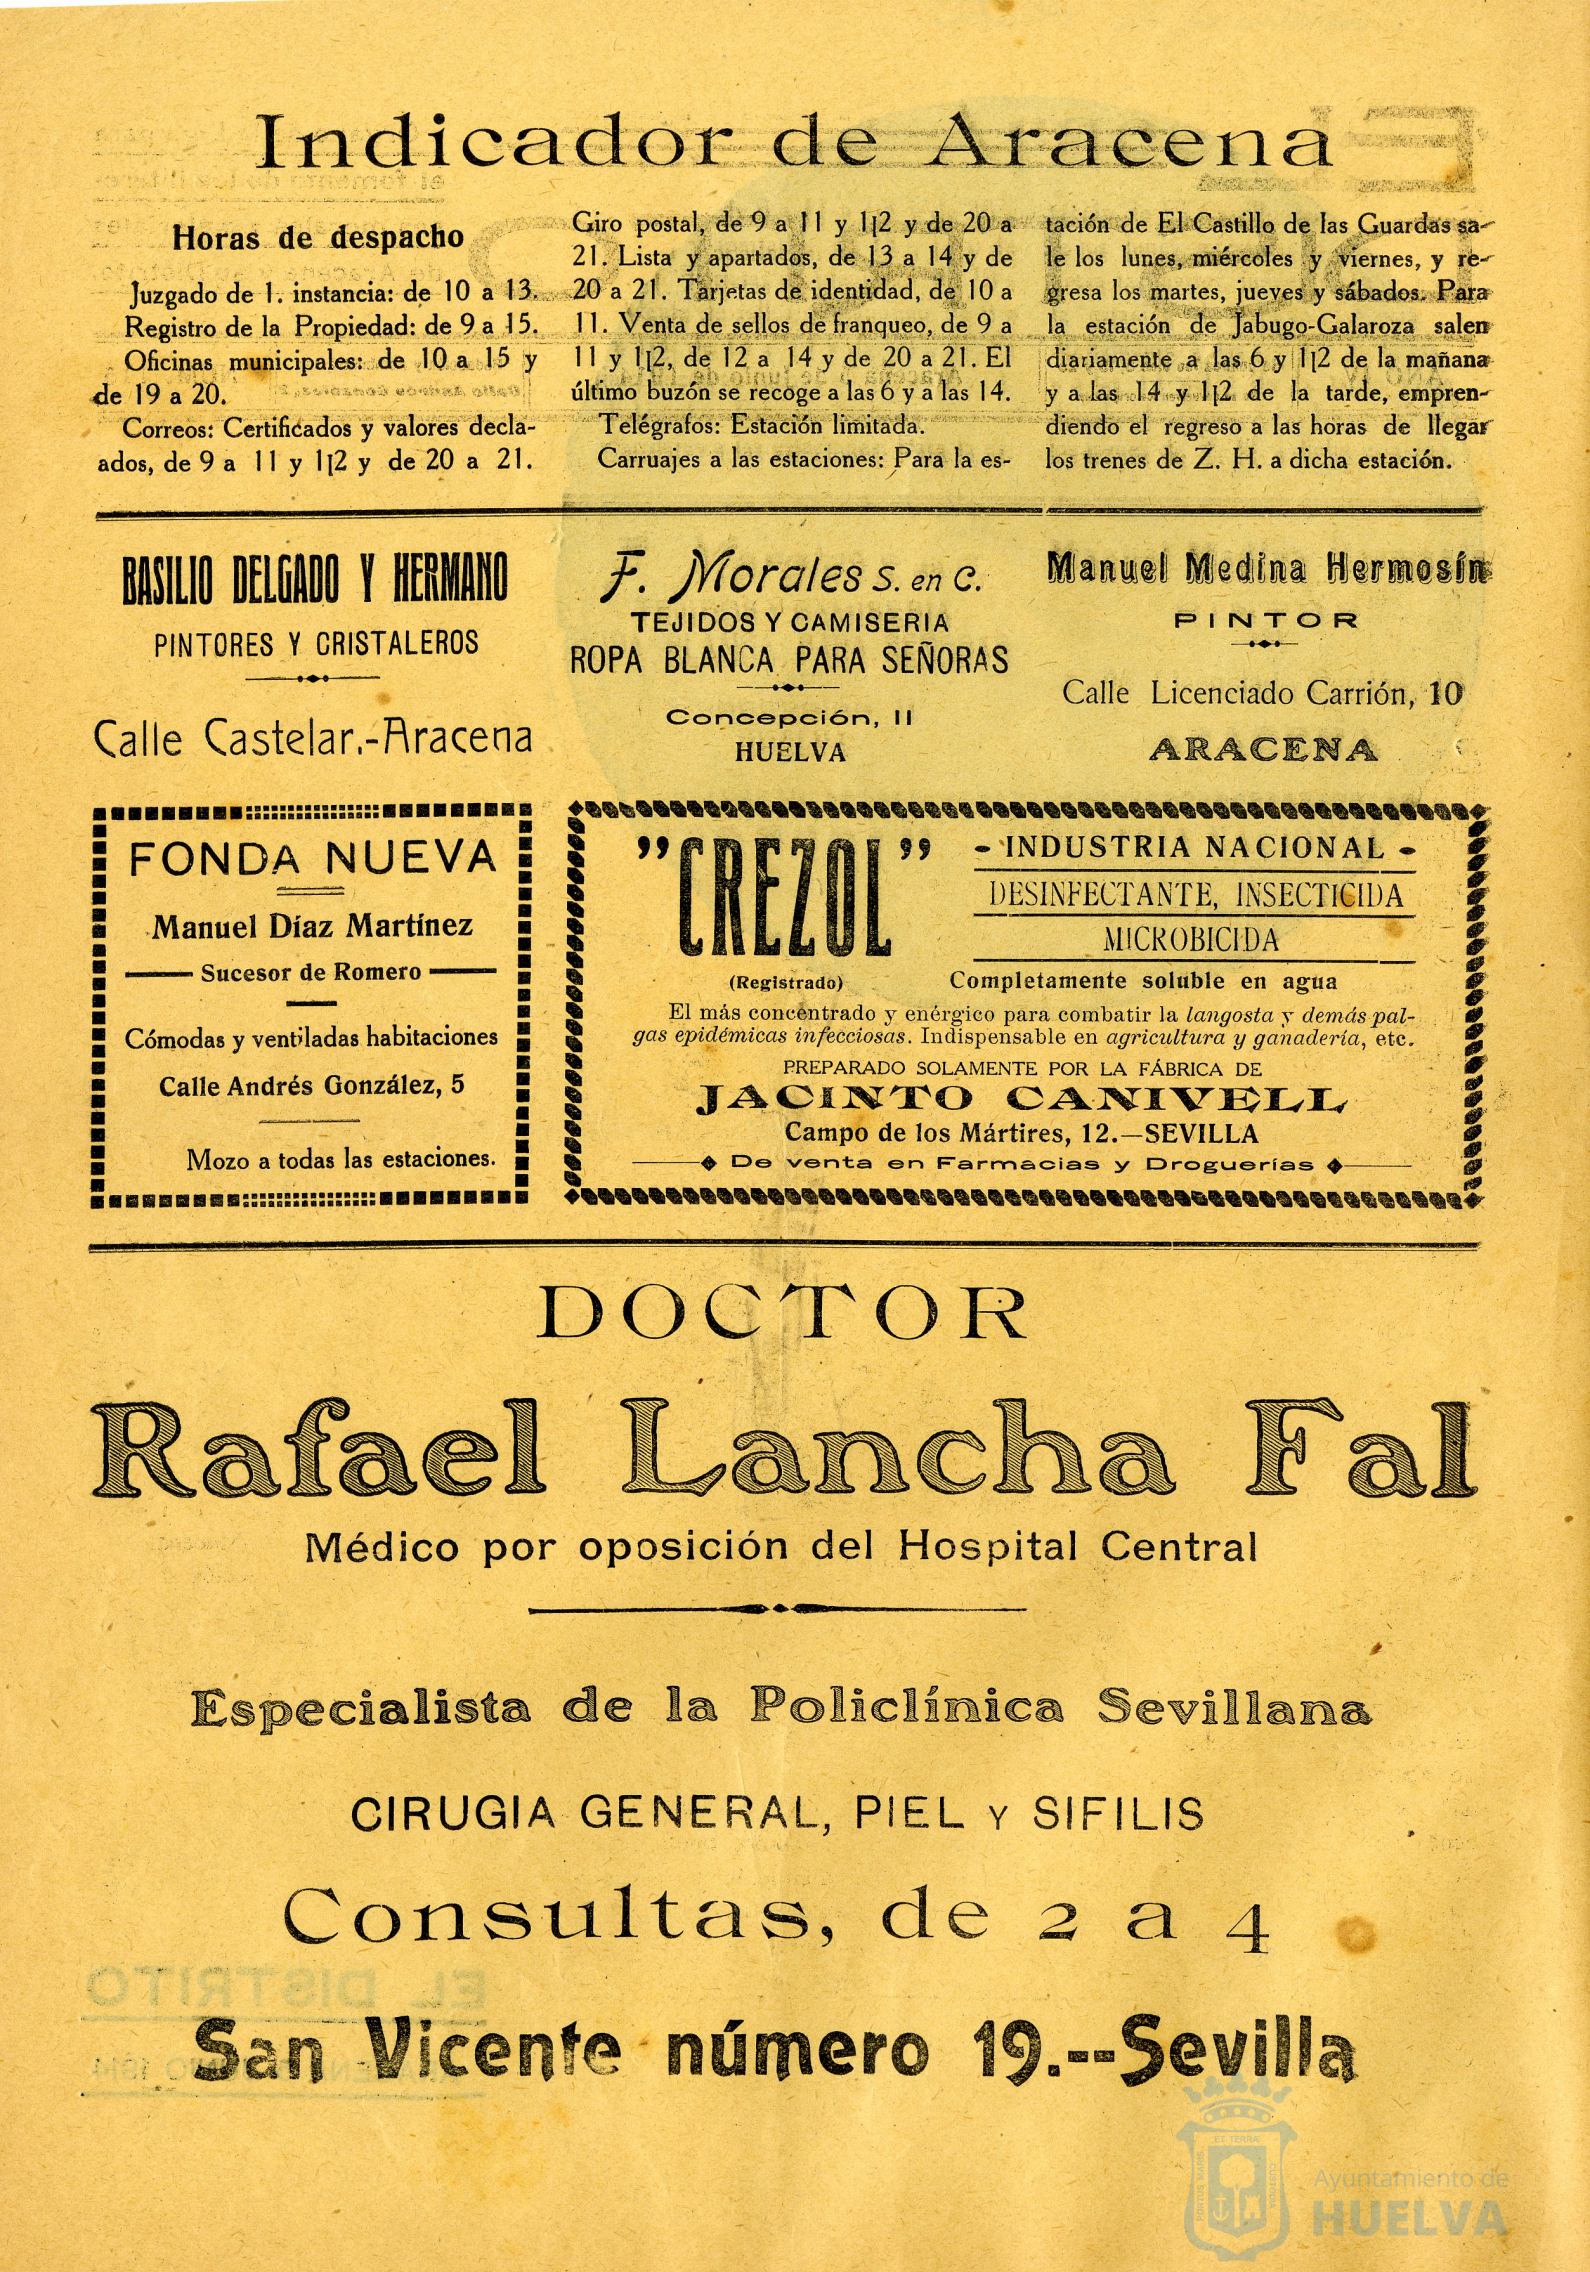 Indicador de Aracena
Horas de despacho
Juzgado de 1. instancia: de 10 a 13.
Registro de la Propiedad: de 9 a 15.
Oficinas municipales: de 10 a 15 y
de 19 a 20.
Correos: Certificados y valores decla-
ados, de 9 a 11 y 1|2 y de 20 a 21.
Giro postal, de 9 a 11 y 1|2 y de 20 a
21. Lista y apartados, de 13 a 14 y de
20 a 21. Tarjetas de identidad, de 10 a
11. Venta de sellos de franqueo, de 9 a
11 y 1|2, de 12 a 14 y de 20 a 21. El
último buzón se recoge a las 6 y a las 14.
Telégrafos: Estación limitada.
Carruajes a las estaciones: Para la es-
tación de El Castillo de las Guardas sa-
le los lunes, miércoles y viernes, y re-
gresa los martes, jueves y sábados. Para
la estación de Jabugo-Galaroza salen
diariamente a las 6 y 1|2 de la mañana
y a las 14 y 1|2 de la tarde, empren-
diendo el regreso a las horas de llegar
los trenes de Z. H. a dicha estación.
BASILIO DELGADO Y HERMANO
PINTORES Y CRISTALEROS
Calle Castelar.-Aracena
F. Morales S. en C.
TEJIDOS Y CAMISERIA
ROPA BLANCA PARA SEÑORAS
Concepción, 11
HUELVA
Manuel Medina Hermosín
PINTOR
Calle Licenciado Carrión, 10
ARACENA
FONDA NUEVA
Manuel Díaz Martínez
Sucesor de Romero
Cómodas y ventiladas habitaciones
Calle Andrés González, 5
Mozo a todas las estaciones.
"CREZOL"
(Registrado)
- INDUSTRIA NACIONAL -
DESINFECTANTE, INSECTICIDA
MICROBICIDA
Completamente soluble en agua
El más concentrado y enérgico para combatir la langosta y demás pal-
gas epidémicas infecciosas. Indispensable en agricultura y ganadería, etc.
PREPARADO SOLAMENTE POR LA FÁBRICA DE
JACINTO CANIVELL
Campo de los Mártires, 12.—SEVILLA
De venta en Farmacias y Droguerías
DOCTOR
Rafael Lancha Fal
Médico por oposición del Hospital Central
Especialista de la Policlínica Sevillana
CIRUGIA GENERAL, PIEL Y SIFILIS
Consultas, de 2 a 4
San Vicente número 19.--Sevilla
EL DISTRITO
Ayuntamiento de
HUELVA